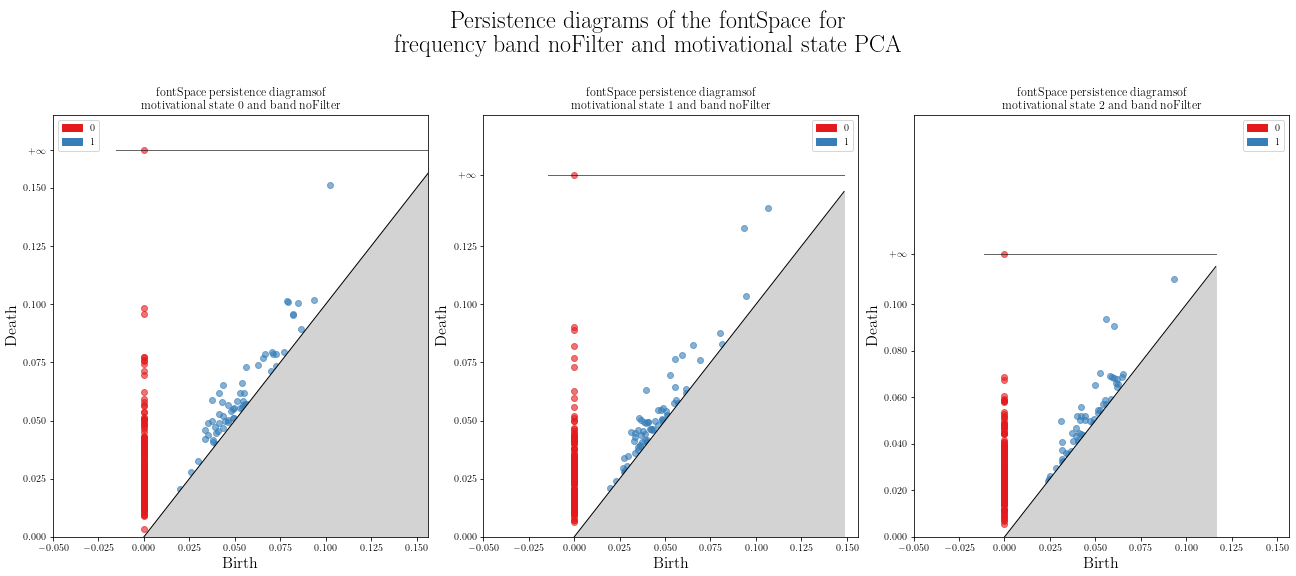 Persistence diagrams of the fontSpace for
frequency band noFilter and motivational state PCA
fontSpace persistence diagramsof
motivational state 0 and band noFilter
0
1
+∞
0.150
0.125
0.100
0.075
0.050
0.025
0.000
Death
−0.050 −0.025 0.000 0.025 0.050 0.075 0.100 0.125 0.150
Birth
fontSpace persistence diagramsof
motivational state 1 and band noFilter
0
1
+∞
0.125
0.100
0.075
0.050
0.025
0.000
Death
−0.050 −0.025 0.000 0.025 0.050 0.075 0.100 0.125 0.150
Birth
fontSpace persistence diagramsof
motivational state 2 and band noFilter
0
1
+∞
0.100
0.080
0.060
0.040
0.020
0.000
Death
−0.050 −0.025 0.000 0.025 0.050 0.075 0.100 0.125 0.150
Birth